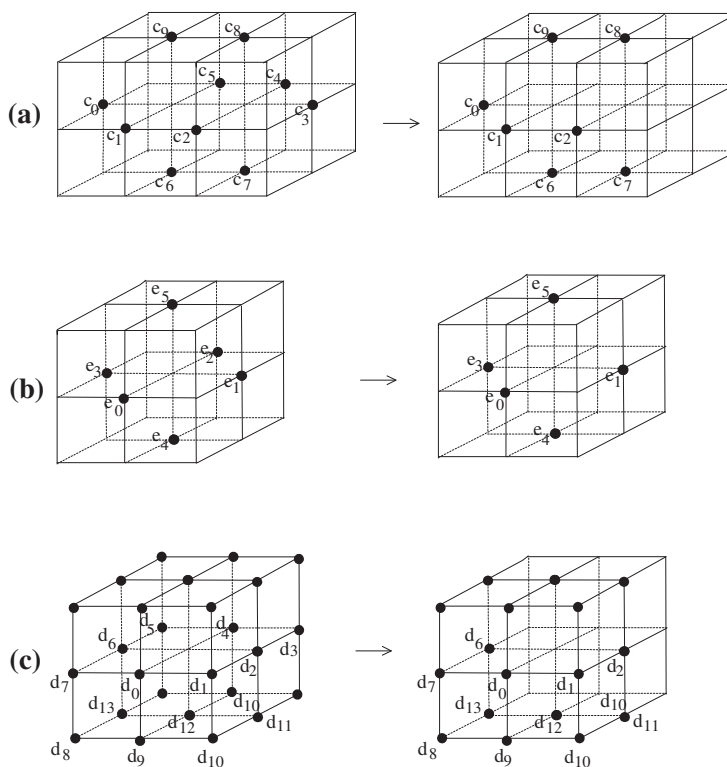 c9 c8 c9 c8
c5 c4
c0 c3 c0
(a) c1 c2 c1 c2
c6 c7 c6 c7
e5 e5
e3 e2 e3
e1 e1
(b) e0 e0
e4 e4
d6 d5 d4 d6
(c) d2 d3 d2
d7 d0 d1 d7 d0 d1
d13 d12 d10 d11 d13 d12 d11
d8 d9 d10 d8 d9 d10